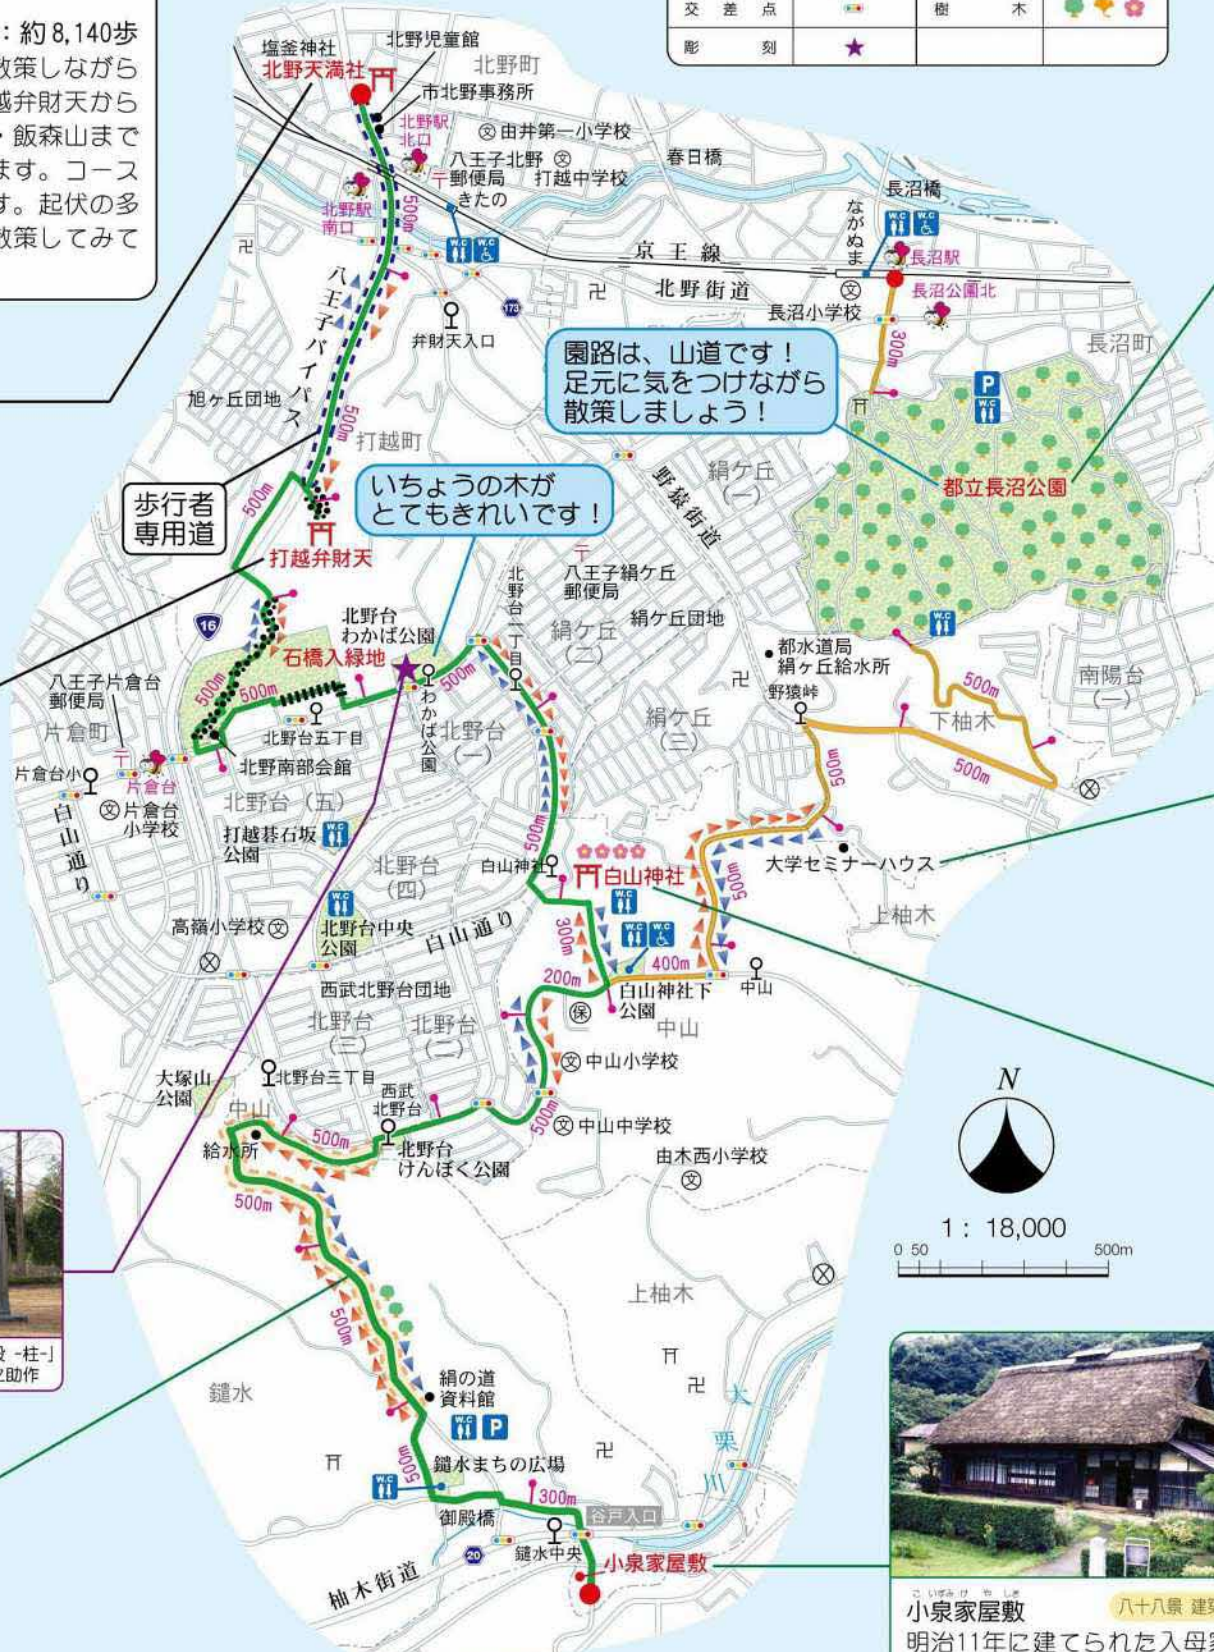 ：約8,140歩
散策しながら
越弁財天から
・飯森山まで
ます。コース
す。起伏の多
散策してみて
交差点
樹木
彫刻
塩釜神社
北野天満社
北野児童館
北野町
市北野事務所
北野駅
北口
由井第一小学校
八王子北野
郵便局
打越中学校
きたの
春日橋
長沼橋
ながぬま
長沼駅
長沼公園北
北野駅
南口
500m
京王線
北野街道
長沼小学校
300m
長沼町
八王子バイパス
弁財天入口
173
園路は、山道です！
足元に気をつけながら
散策しましょう！
P
W.C
旭ヶ丘団地
500m
打越町
野猿街道
絹ケ丘
（一）
都立長沼公園
歩行者
専用道
500m
打越弁財天
いちょうの木が
とてもきれいです！
16
北野台
わかば公園
石橋入緑地
北野台一丁目
八王子絹ケ丘
郵便局
絹ケ丘
（二）
絹ケ丘団地
都水道局
絹ヶ丘給水所
野猿峠
W.C
南陽台
（一）
500m
下柚木
500m
八王子片倉台
郵便局
片倉町
500m
500m
500m
わかば公園
北野台
（一）
絹ケ丘
（三）
北野台五丁目
北野南部会館
片倉台小
片倉台
片倉台
小学校
白山通り
北野台（五）
打越碁石坂
公園
W.C
500m
500m
大学セミナーハウス
上柚木
北野台
（四）
白山神社
白山神社
W.C
500m
高嶺小学校
W.C
北野台中央
公園
白山通り
300m
W.C
400m
200m
白山神社下
公園
中山
中山
保
西武北野台団地
北野台
（三）
北野台
（二）
中山小学校
大塚山
公園
北野台三丁目
中山
西武
北野台
500m
中山中学校
給水所
500m
北野台
けんぽく公園
由木西小学校
N
1：18,000
0 50 500m
500m
上柚木
500m
鑓水
絹の道
資料館
W.C
P
大栗川
500m
鑓水まちの広場
W.C
300m
御殿橋
谷戸入口
20
鑓水中央
小泉家屋敷
柚木街道
段 -柱-」
之助作
こいずみけやしき
小泉家屋敷
八十八景 建築
明治11年に建てられた入母家